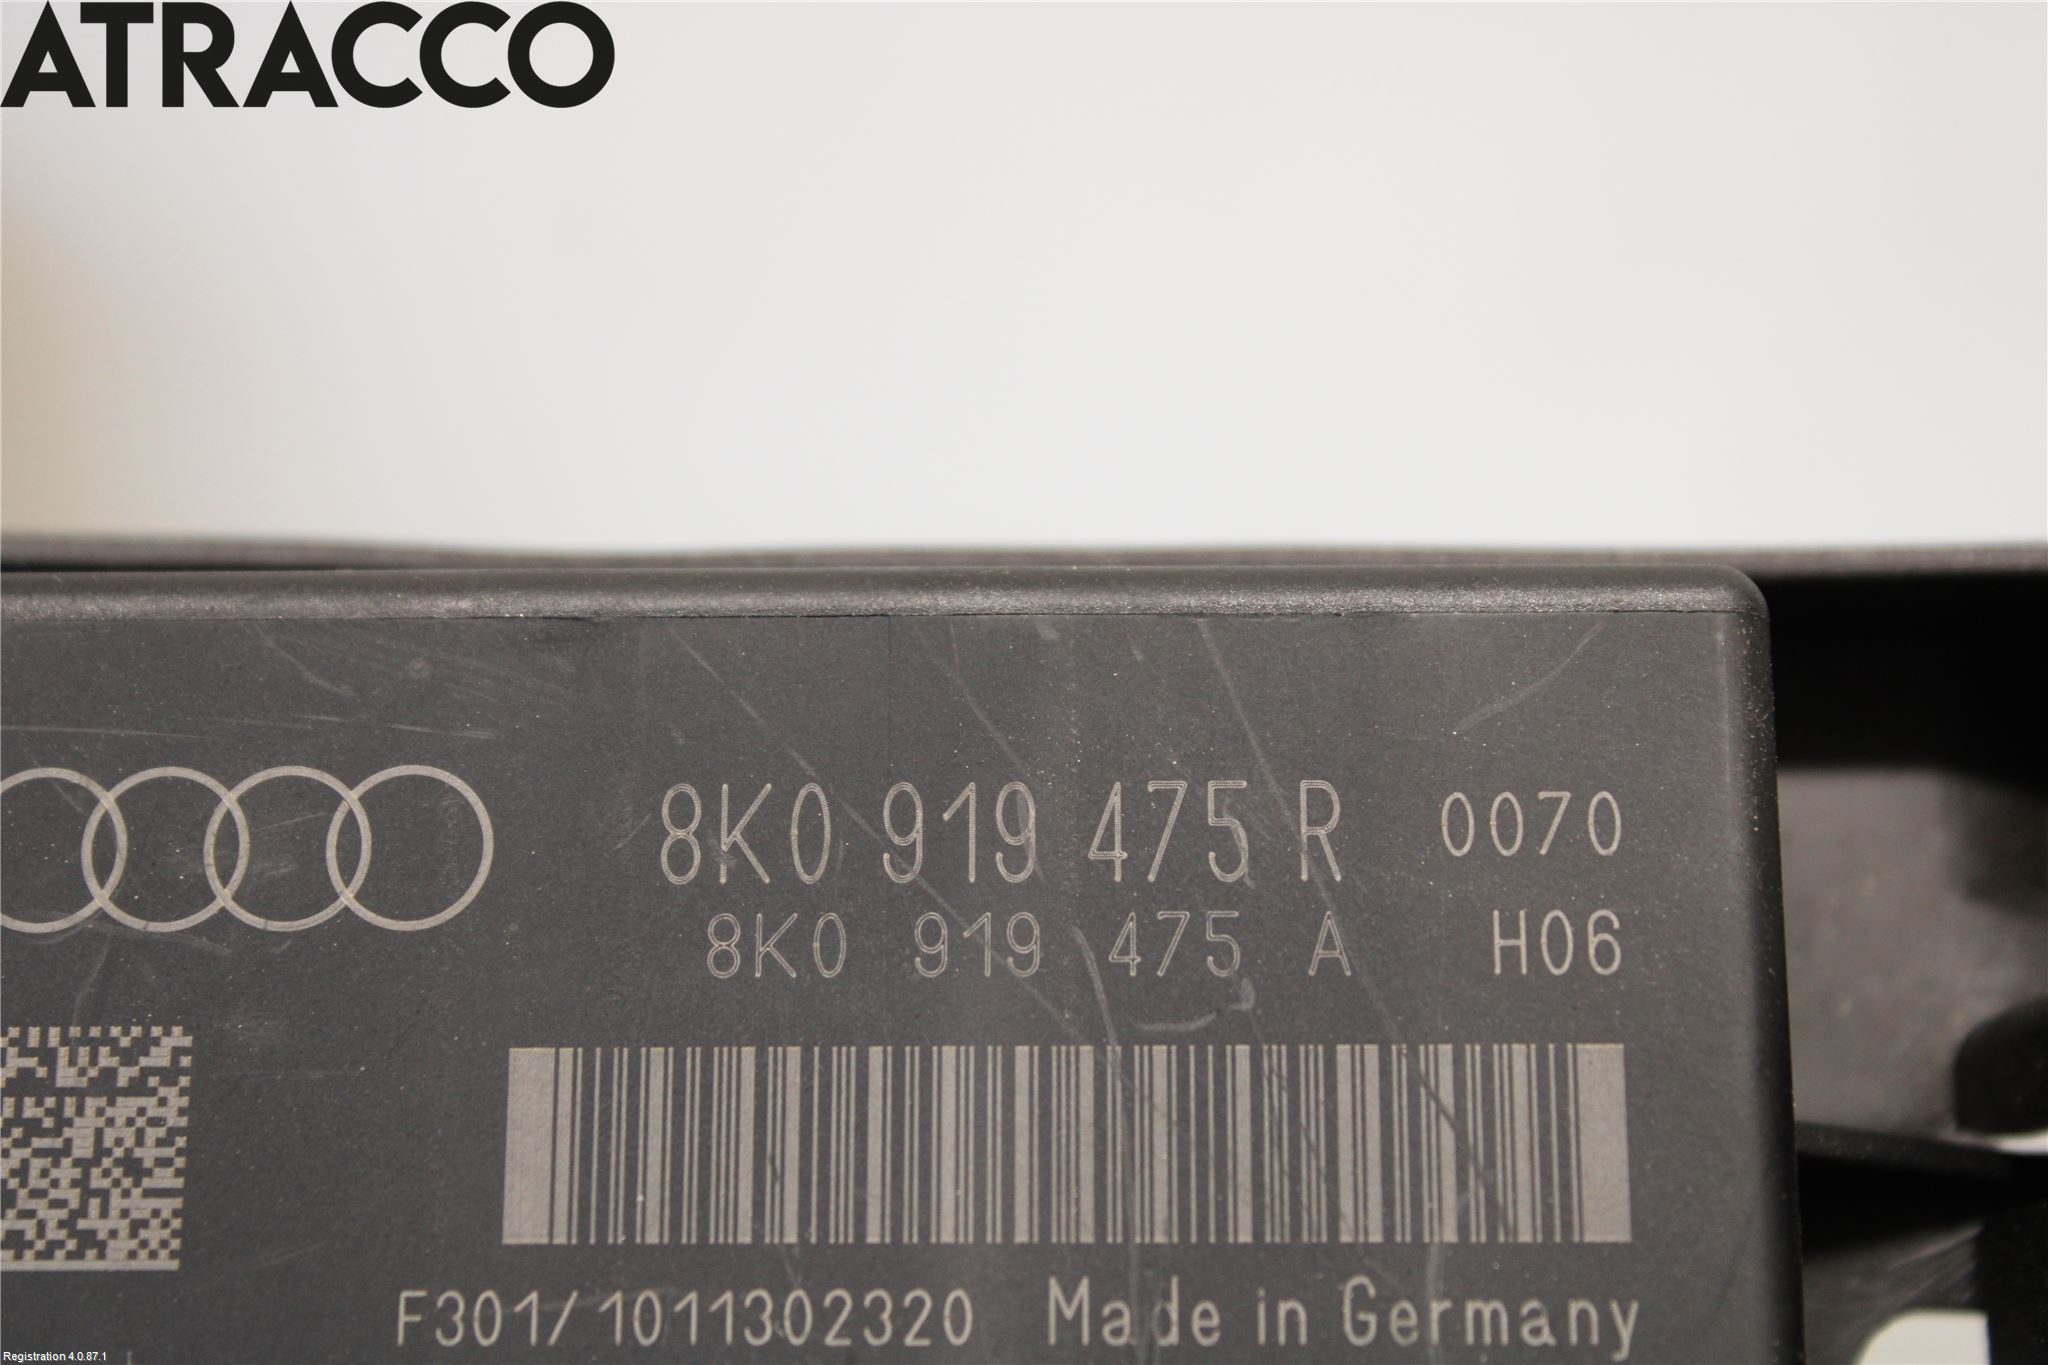 ATRACCO
8K0 919 475 R 0070
8K0 919 475 A H06
F301/1011302320 Made in Germany
Registration 4.0.87.1